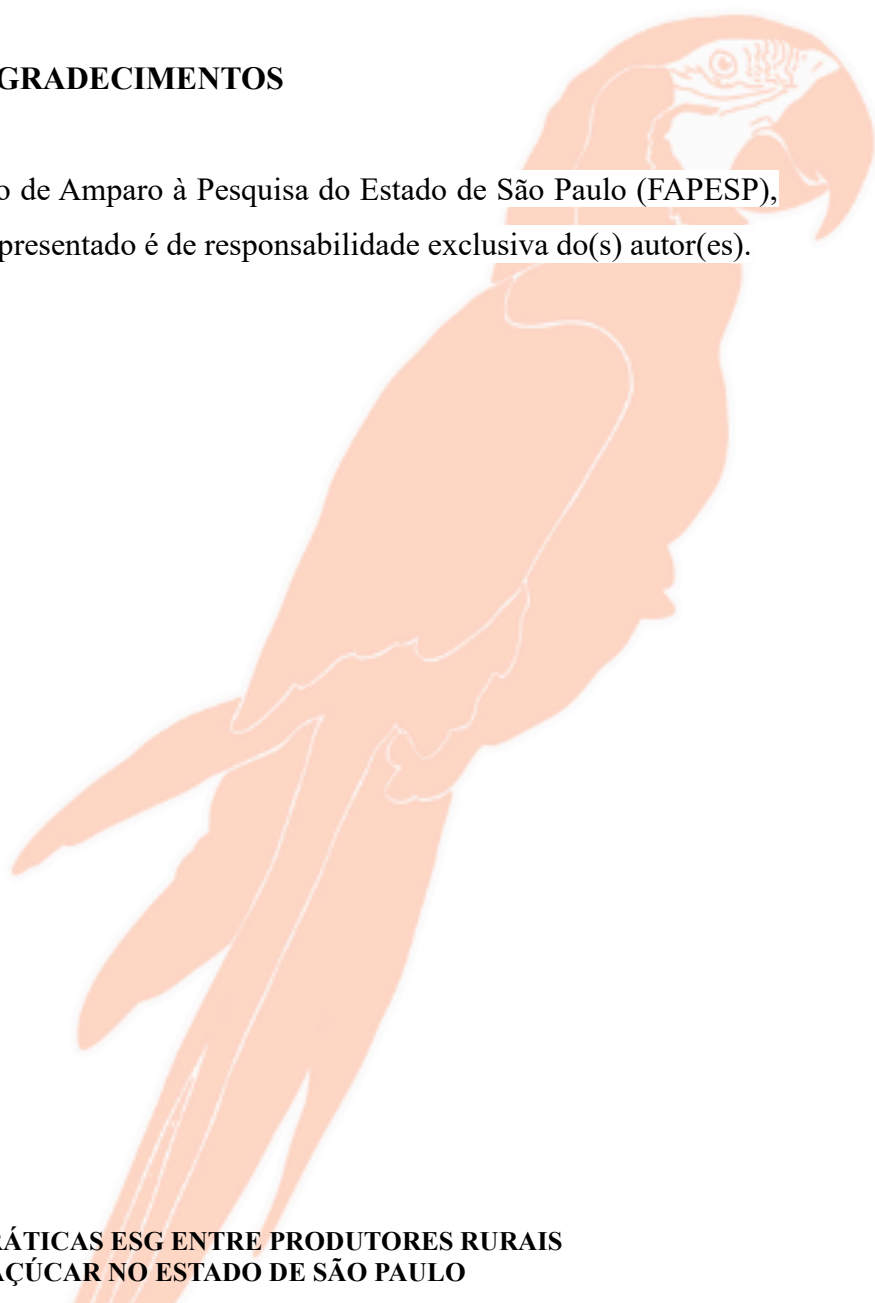 GRADECIMENTOS
o de Amparo à Pesquisa do Estado de São Paulo (FAPESP),
presentado é de responsabilidade exclusiva do(s) autor(es).
RÁTICAS ESG ENTRE PRODUTORES RURAIS
AÇÚCAR NO ESTADO DE SÃO PAULO